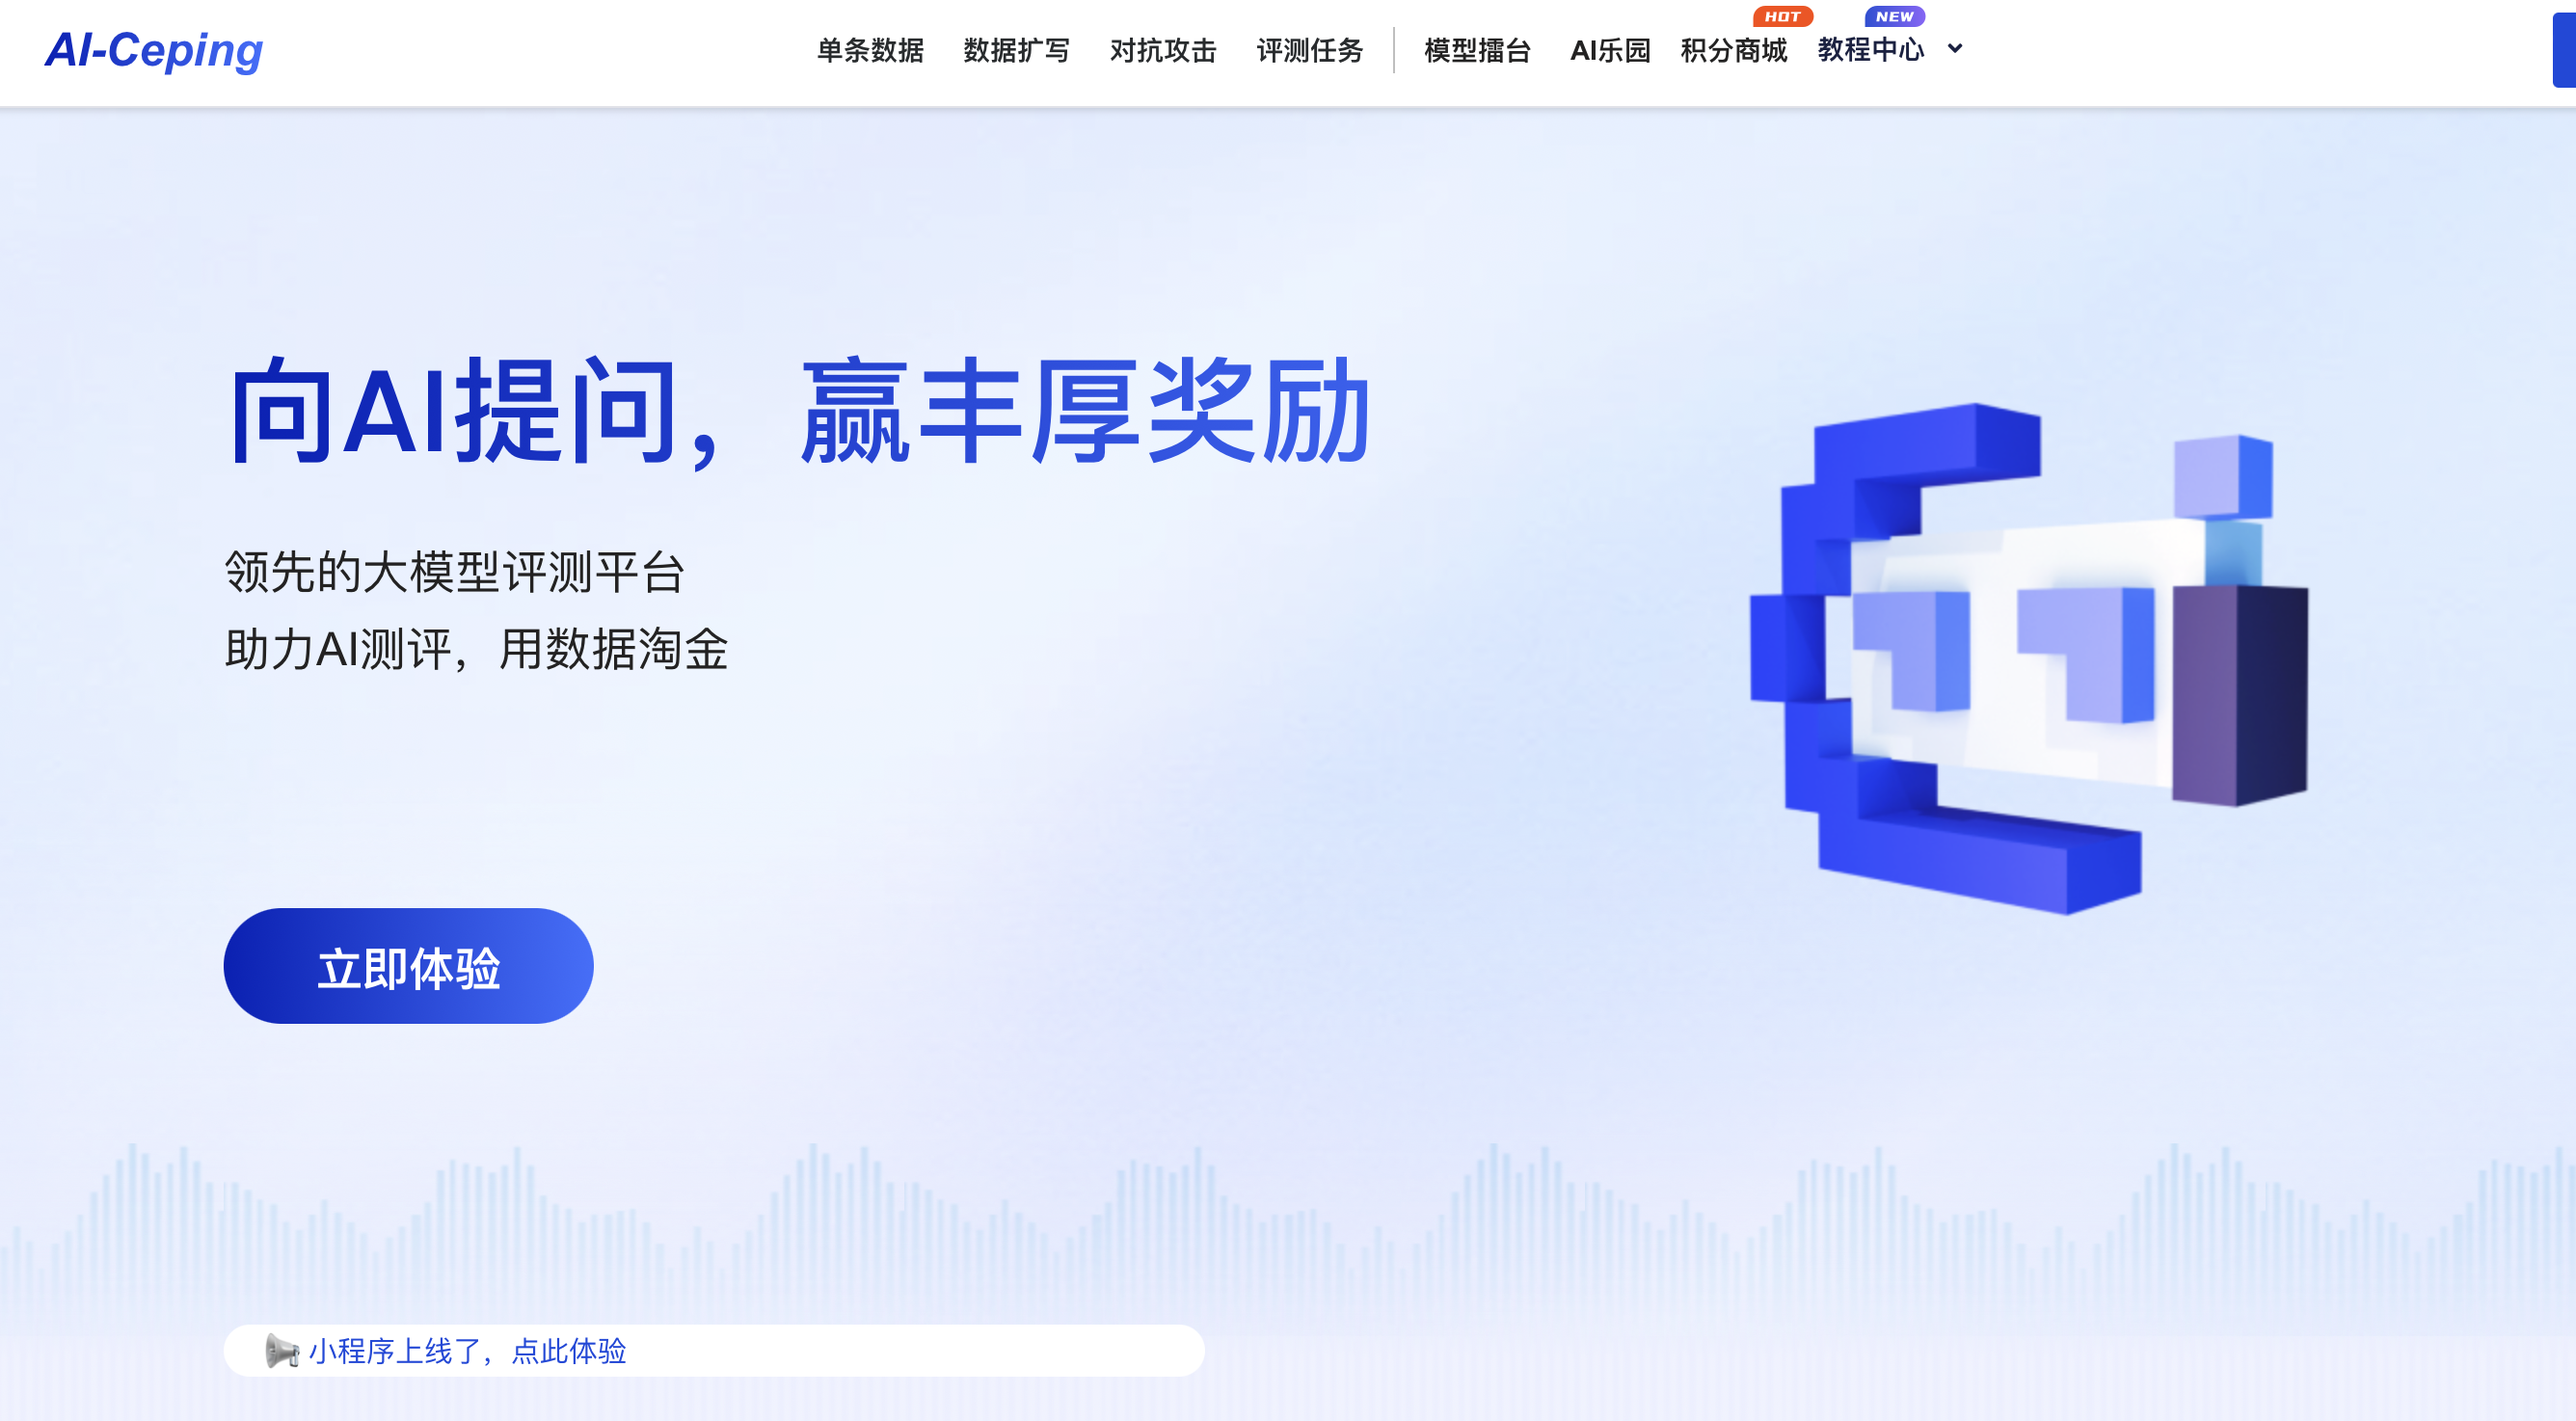 AI-Ceping
单条数据 数据扩写 对抗攻击 评测任务 模型擂台 AI乐园 积分商城 HOT 教程中心 NEW
向AI提问，赢丰厚奖励
领先的大模型评测平台
助力AI测评，用数据淘金
立即体验
小程序上线了，点此体验